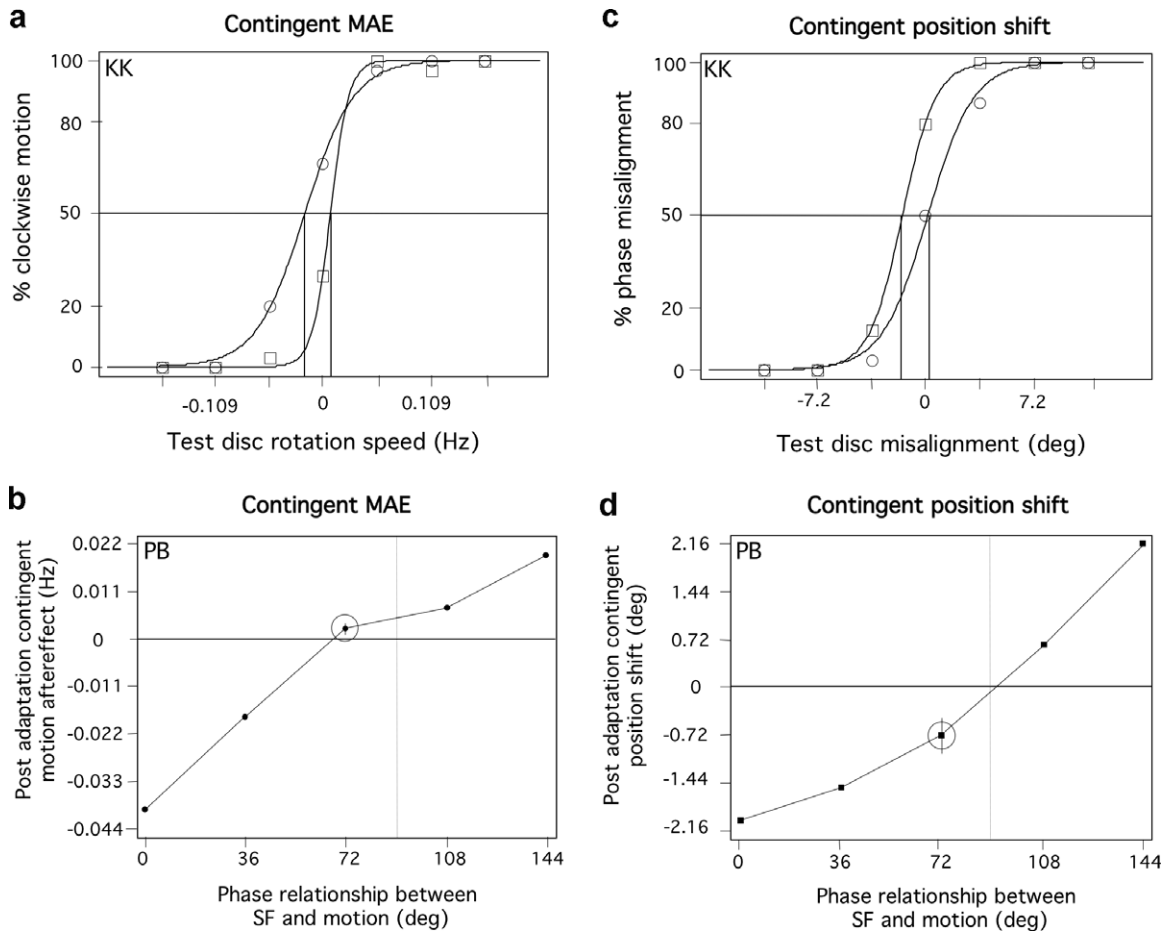 a
Contingent MAE
KK
% clockwise motion
100
80
50
20
0
-0.109 0 0.109
Test disc rotation speed (Hz)
c
Contingent position shift
KK
% phase misalignment
100
80
50
20
0
-7.2 0 7.2
Test disc misalignment (deg)
b
Contingent MAE
PB
Post adaptation contingent
motion aftereffect (Hz)
0.022
0.011
0
-0.011
-0.022
-0.033
-0.044
0 36 72 108 144
Phase relationship between
SF and motion (deg)
d
Contingent position shift
PB
Post adaptation contingent
position shift (deg)
2.16
1.44
0.72
0
-0.72
-1.44
-2.16
0 36 72 108 144
Phase relationship between
SF and motion (deg)